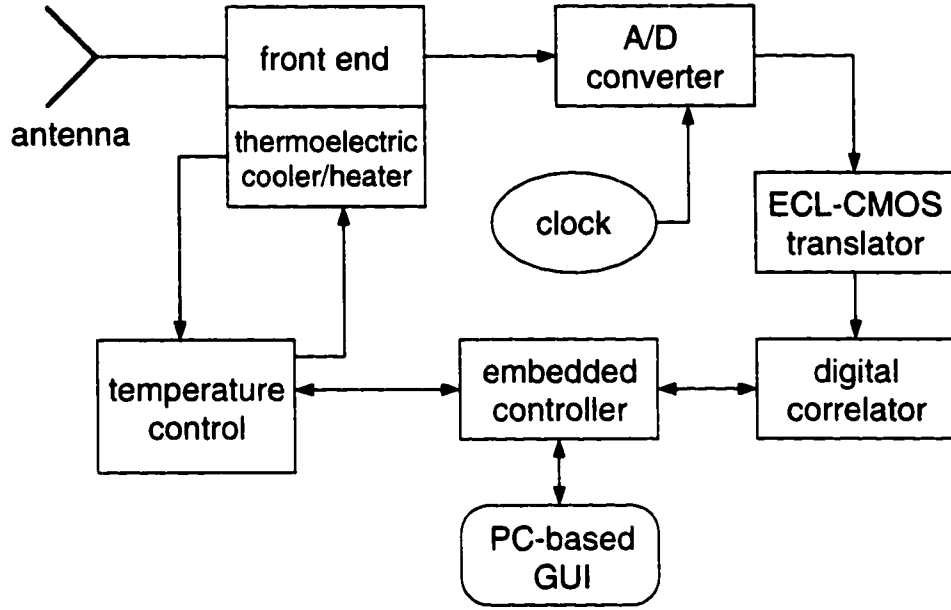 front end
A/D
converter
antenna
thermoelectric
cooler/heater
clock
ECL-CMOS
translator
temperature
control
embedded
controller
digital
correlator
PC-based
GUI